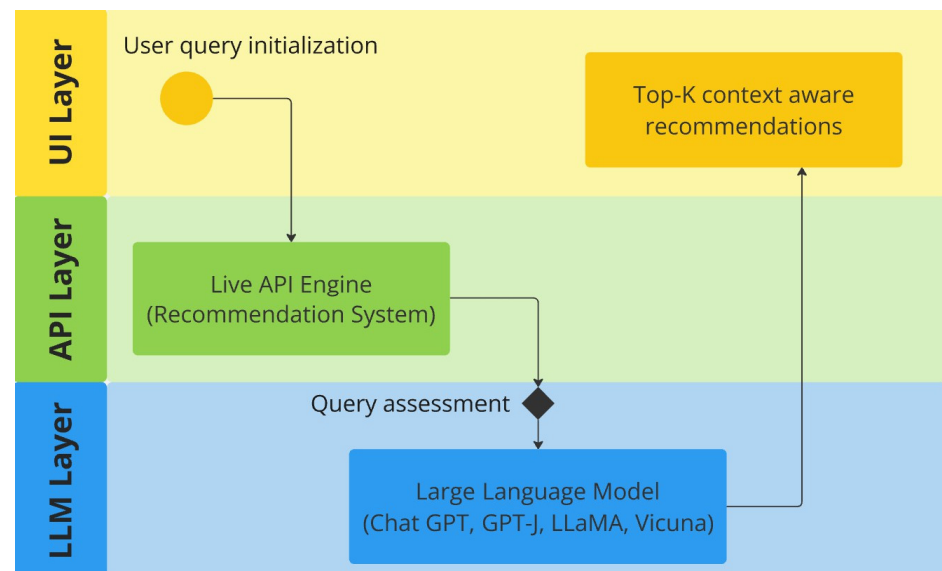 UI Layer
User query initialization
Top-K context aware
recommendations
API Layer
Live API Engine
(Recommendation System)
LLM Layer
Query assessment
Large Language Model
(Chat GPT, GPT-J, LLaMA, Vicuna)